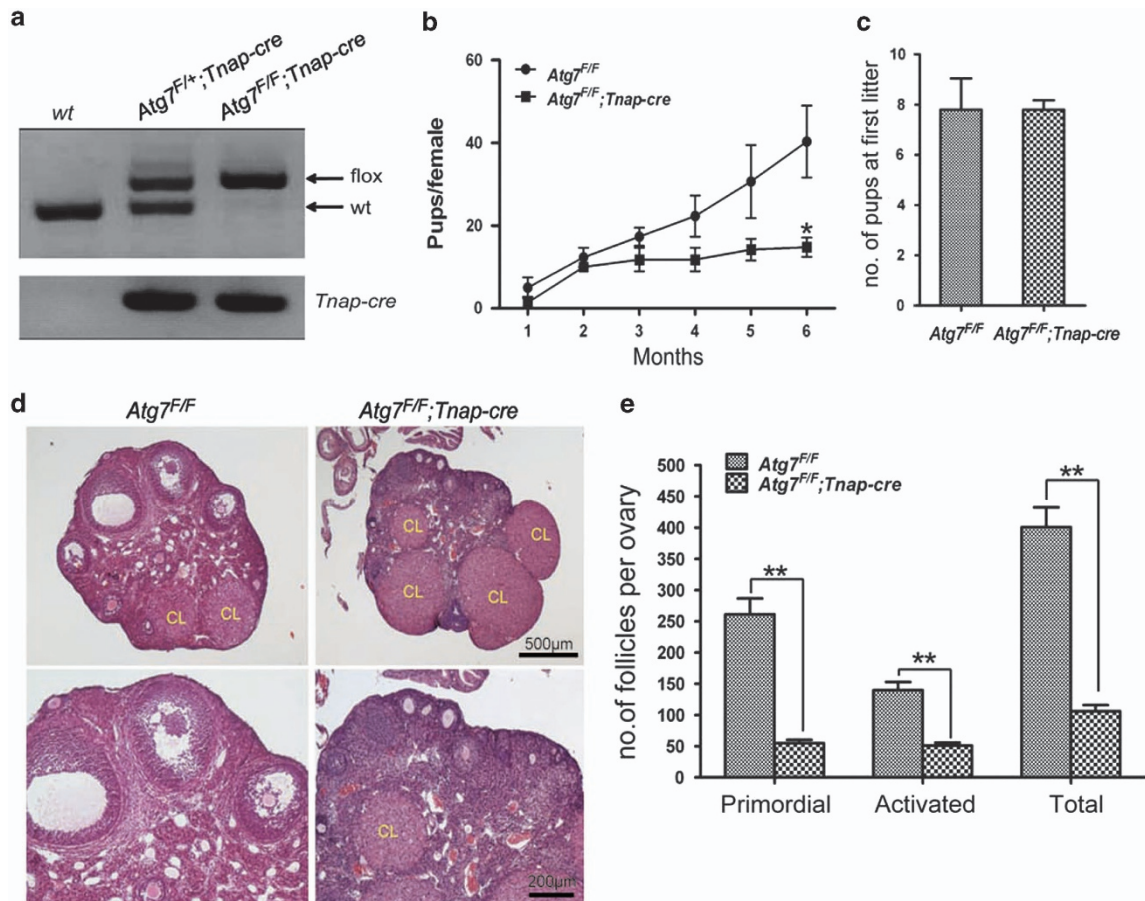 a
wt
Atg7F/+;Tnap-cre
Atg7F/F;Tnap-cre
flox
wt
Tnap-cre
b
60
40
20
0
Pups/female
Atg7F/F
Atg7F/F;Tnap-cre
*
1 2 3 4 5 6
Months
c
10
8
6
4
2
0
no. of pups at first litter
Atg7F/F Atg7F/F;Tnap-cre
d
Atg7F/F Atg7F/F;Tnap-cre
CL CL
CL CL CL CL
500μm
CL
200μm
e
Atg7F/F
Atg7F/F;Tnap-cre
500
450
400
350
300
250
200
150
100
50
0
no.of follicles per ovary
**
**
**
Primordial Activated Total